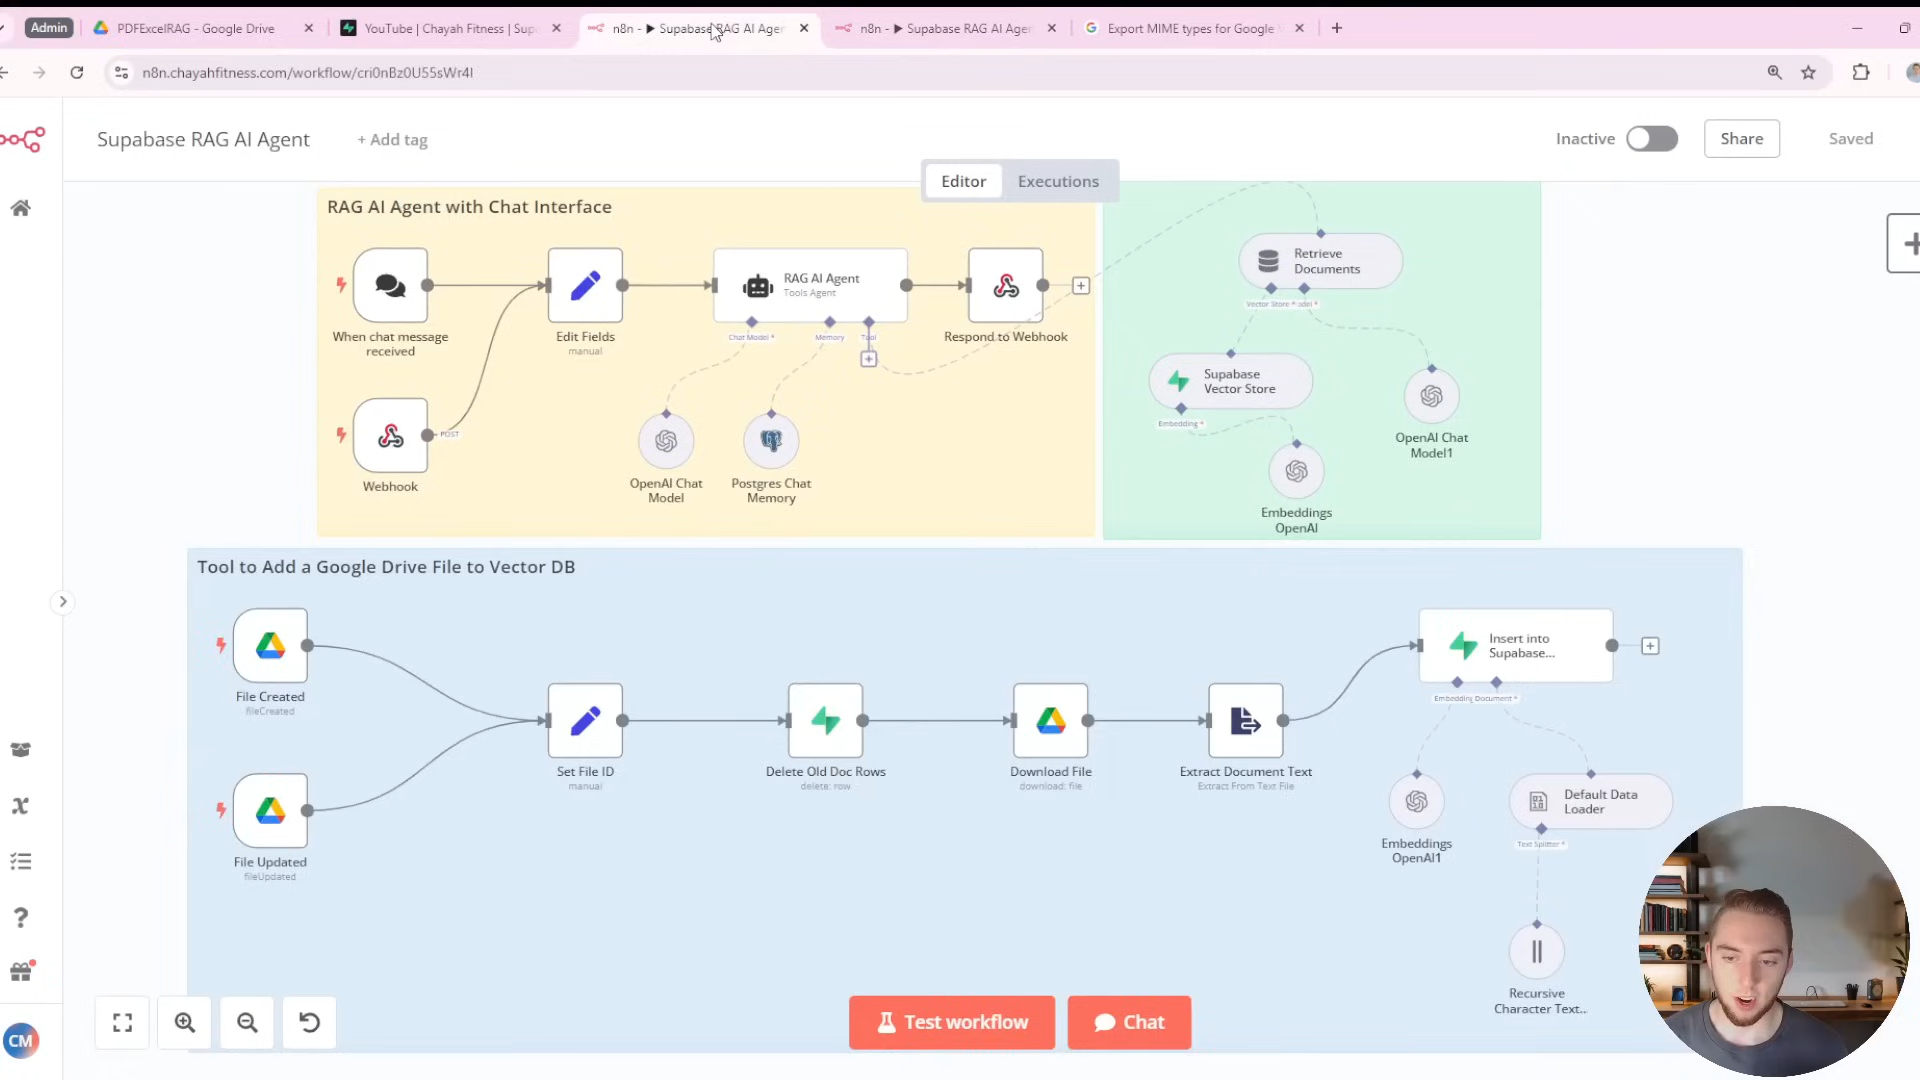 Admin
PDFExcelRAG - Google Drive
YouTube | Chayah Fitness | Supa
n8n - ▶ Supabase RAG AI Agen
n8n - ▶ Supabase RAG AI Agen
Export MIME types for Google
n8n.chayahfitness.com/workflow/cri0nBz0U55sWr4I
Supabase RAG AI Agent
+ Add tag
Inactive
Share
Saved
Editor
Executions
RAG AI Agent with Chat Interface
When chat message
received
Edit Fields
manual
RAG AI Agent
Tools Agent
Chat Model *
Memory
Tool
Respond to Webhook
POST
Webhook
OpenAI Chat
Model
Postgres Chat
Memory
Retrieve
Documents
Vector Store *
Supabase
Vector Store
Embedding *
OpenAI Chat
Model1
Embeddings
OpenAI
Tool to Add a Google Drive File to Vector DB
File Created
fileCreated
File Updated
fileUpdated
Set File ID
manual
Delete Old Doc Rows
delete: row
Download File
download: file
Extract Document Text
Extract From Text File
Insert into
Supabase...
Embedding
Document *
Embeddings
OpenAI1
Default Data
Loader
Text Splitter *
Recursive
Character Text...
Test workflow
Chat
CM